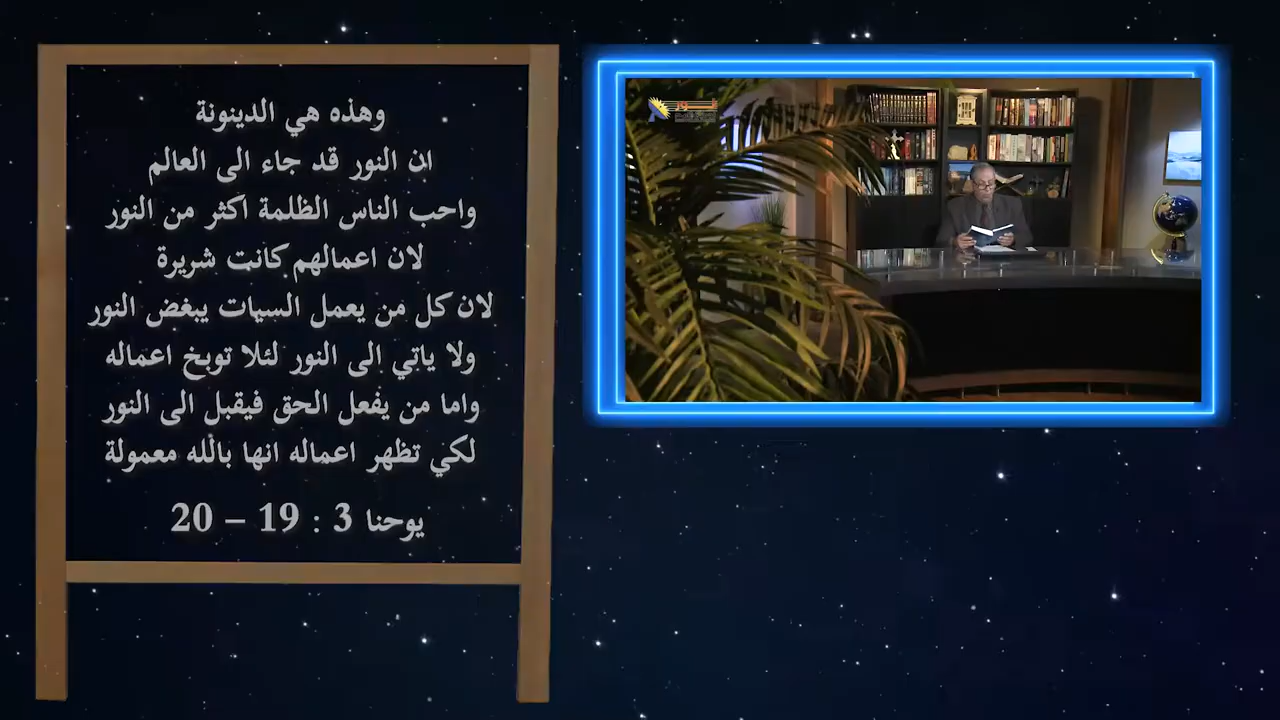 وهذه هي الدينونة
ان النور قد جاء الى العالم
واحب الناس الظلمة اكثر من النور
لان اعمالهم كانت شريرة
لان كل من يعمل السيات يبغض النور
ولا ياتي الى النور لئلا توبخ اعماله
واما من يفعل الحق فيقبل الى النور
لكي تظهر اعماله انها بالله معمولة
يوحنا 3 : 19 – 20